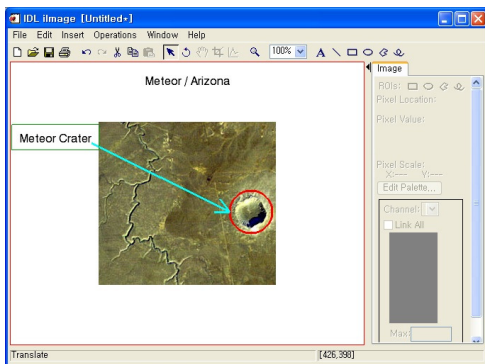 IDL iImage [Untitled*]
File Edit Insert Operations Window Help
100%
A
Image
ROIs:
Pixel Location:
Pixel Value:
Pixel Scale:
X:--- Y:---
Edit Palette...
Channel:
Link All
Max:
Meteor / Arizona
Meteor Crater
Translate
[426,398]